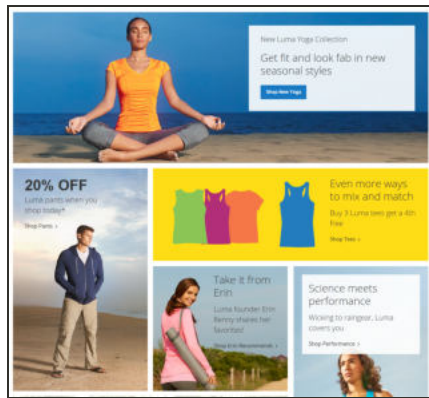 New Luma Yoga Collection
Get fit and look fab in new
seasonal styles
Shop New Yoga
20% OFF
Luma pants when you
shop today*
Shop Pants >
Even more ways
to mix and match
Buy 3 Luma tees get a 4th
free
Shop Tees >
Take it from
Erin
Luma founder Erin
Renny shares her
favorites!
Shop Erin Recommends >
Science meets
performance
Wicking to raingear, Luma
covers you
Shop Performance >